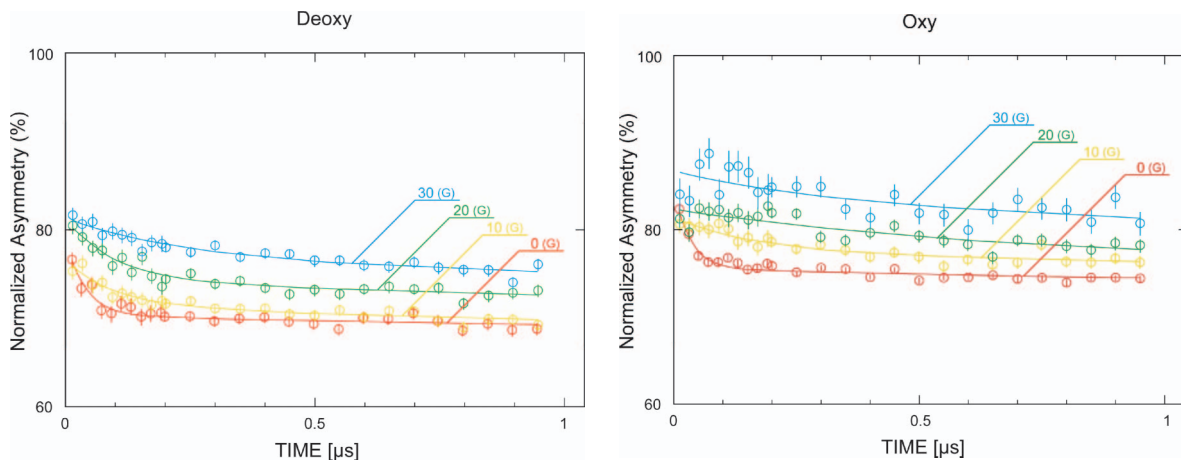 Deoxy
100
80
60
Normalized Asymmetry (%)
30 (G)
20 (G)
10 (G)
0 (G)
0
0.5
1
TIME [μs]
Oxy
100
80
60
Normalized Asymmetry (%)
30 (G)
20 (G)
10 (G)
0 (G)
0
0.5
1
TIME [μs]